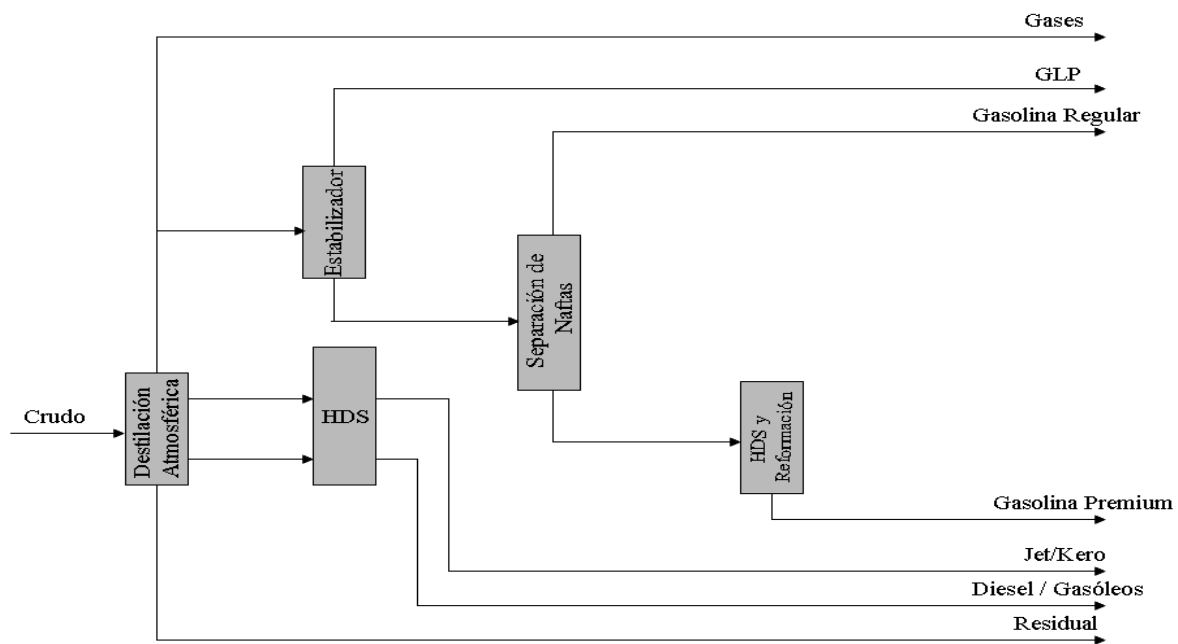 Gases
GLP
Gasolina Regular
Estabilizador
Separación de
Naftas
Crudo
Destilación
Atmosférica
HDS
HDS y
Reformación
Gasolina Premium
Jet/Kero
Diesel / Gasóleos
Residual